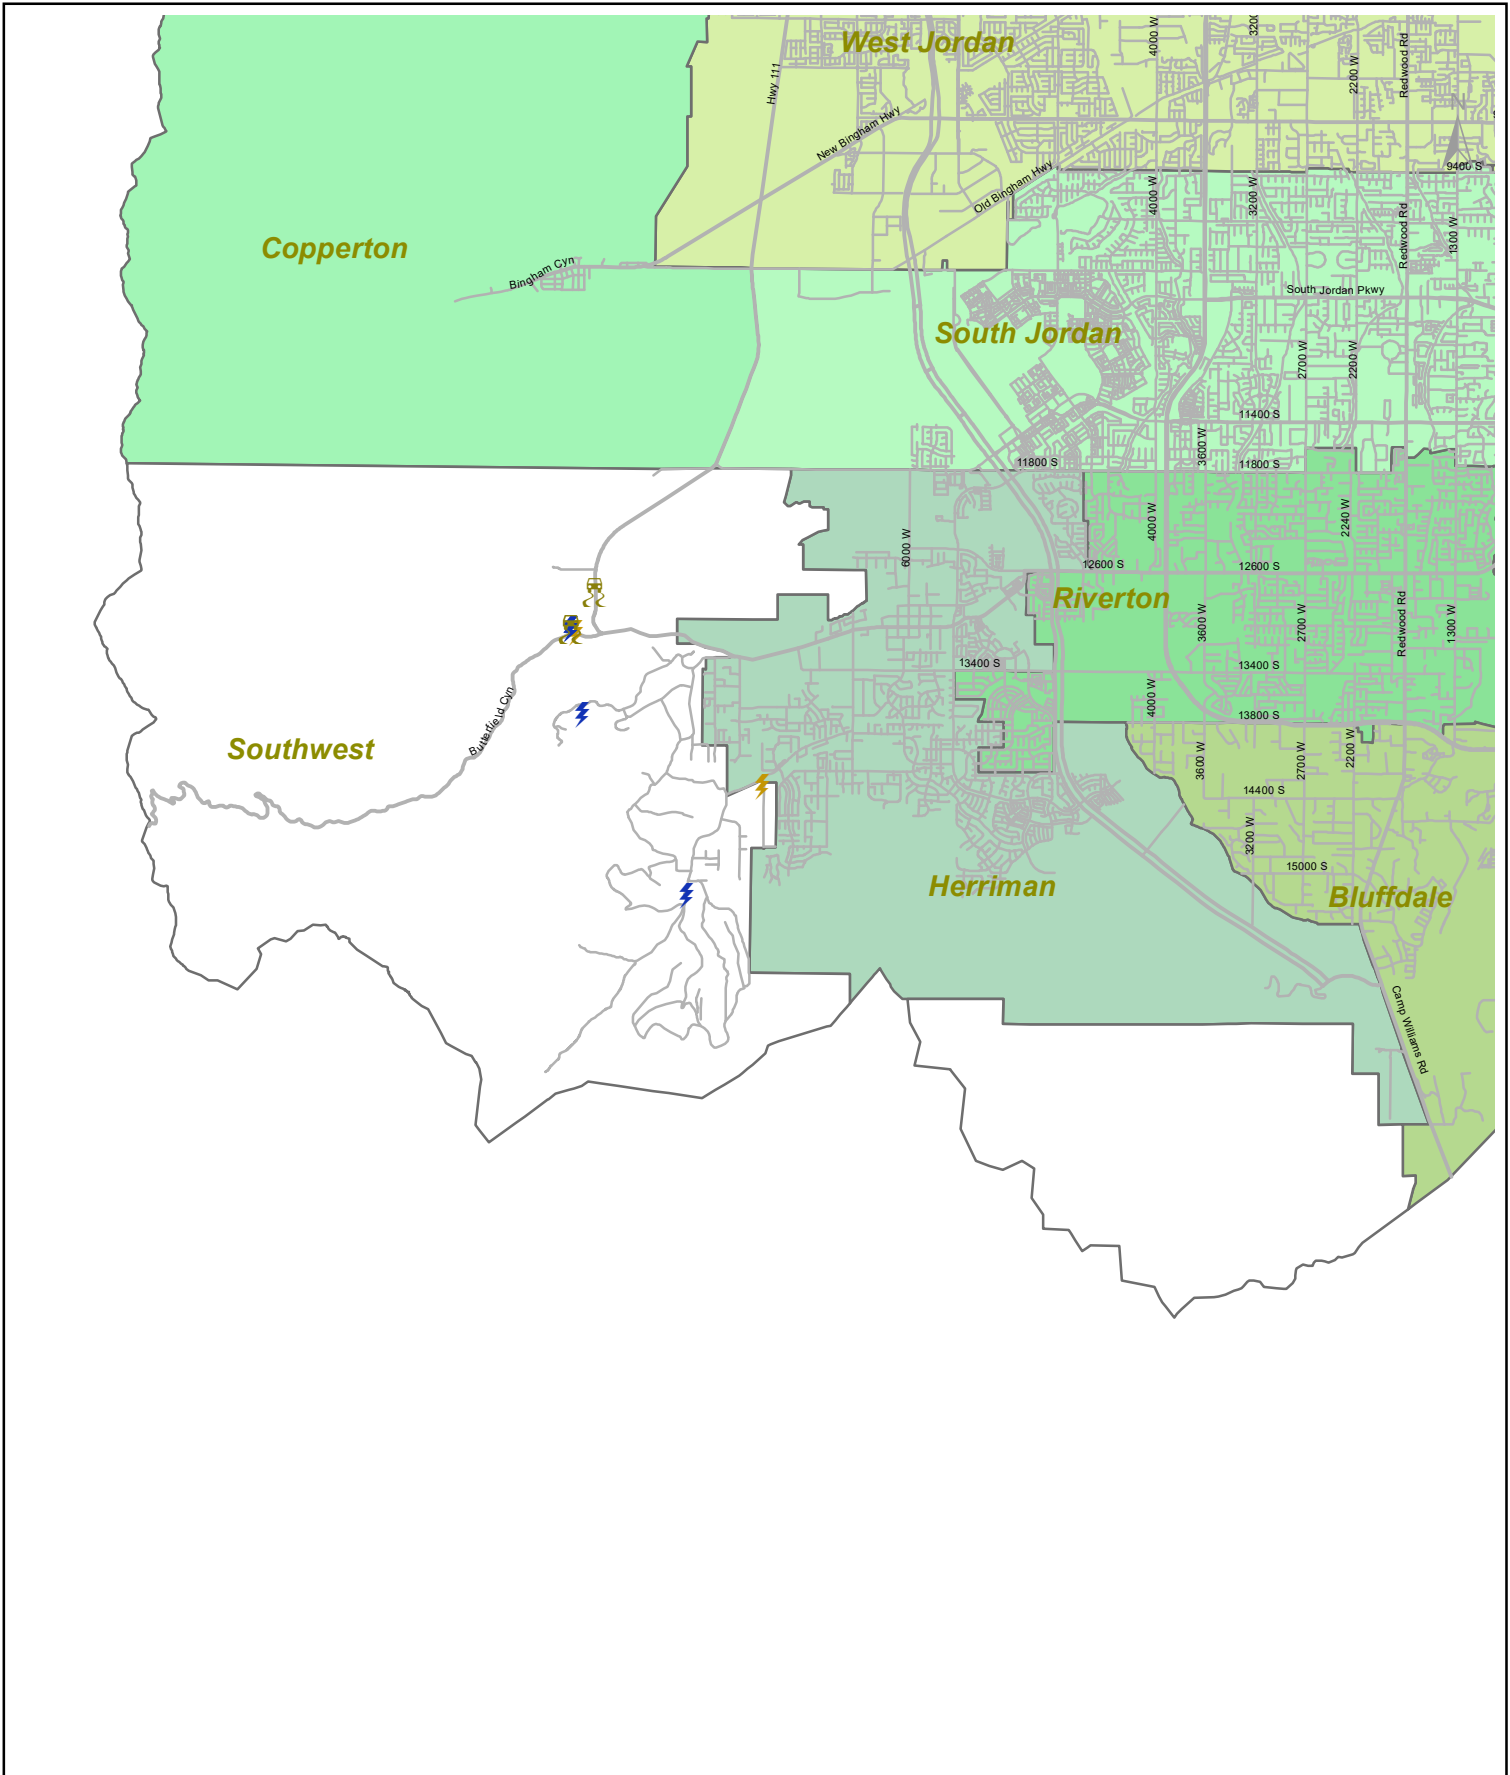 West Jordan
4000 W
3200
2200 W
Redwood Rd
Hwy 111
New Bingham Hwy
Old Bingham Hwy
N
9400 S
4000 W
3200 W
Redwood Rd
1300 W
Copperton
Bingham Cyn
South Jordan Pkwy
South Jordan
2700 W
2200 W
11400 S
3600 W
11800 S
11800 S
6000 W
4000 W
2240 W
12600 S
12600 S
Riverton
3600 W
2700 W
Redwood Rd
1300 W
13400 S
13400 S
4000 W
Butterfield Cyn
13800 S
Southwest
3600 W
2700 W
2200 W
14400 S
3200 W
15000 S
Herriman
Bluffdale
Camp Williams Rd